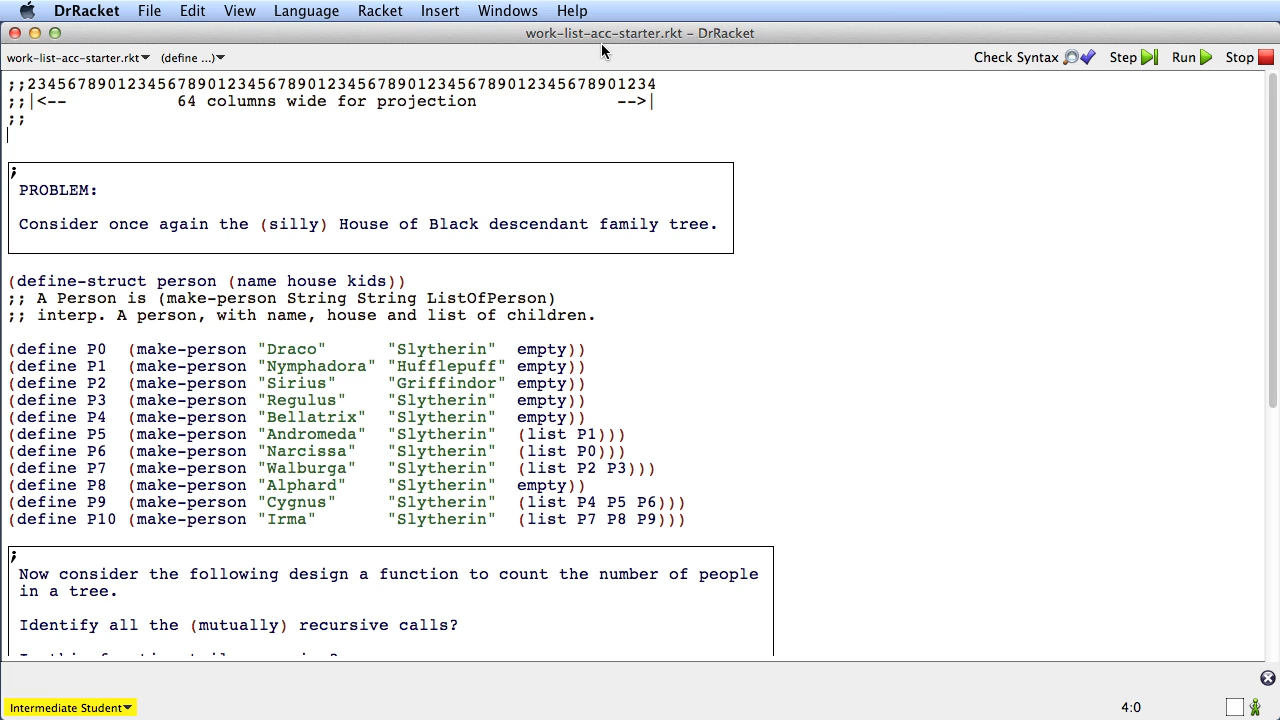 DrRacket File Edit View Language Racket Insert Windows Help
work-list-acc-starter.rkt – DrRacket
work-list-acc-starter.rkt (define ...) Check Syntax Step Run Stop
;;234567890123456789012345678901234567890123456789012345678901234
;;|<-- 64 columns wide for projection -->|
;;
;
PROBLEM:
Consider once again the (silly) House of Black descendant family tree.
(define-struct person (name house kids))
;; A Person is (make-person String String ListOfPerson)
;; interp. A person, with name, house and list of children.
(define P0 (make-person "Draco" "Slytherin" empty))
(define P1 (make-person "Nymphadora" "Hufflepuff" empty))
(define P2 (make-person "Sirius" "Griffindor" empty))
(define P3 (make-person "Regulus" "Slytherin" empty))
(define P4 (make-person "Bellatrix" "Slytherin" empty))
(define P5 (make-person "Andromeda" "Slytherin" (list P1)))
(define P6 (make-person "Narcissa" "Slytherin" (list P0)))
(define P7 (make-person "Walburga" "Slytherin" (list P2 P3)))
(define P8 (make-person "Alphard" "Slytherin" empty))
(define P9 (make-person "Cygnus" "Slytherin" (list P4 P5 P6)))
(define P10 (make-person "Irma" "Slytherin" (list P7 P8 P9)))
;
Now consider the following design a function to count the number of people
in a tree.
Identify all the (mutually) recursive calls?
Intermediate Student 4:0